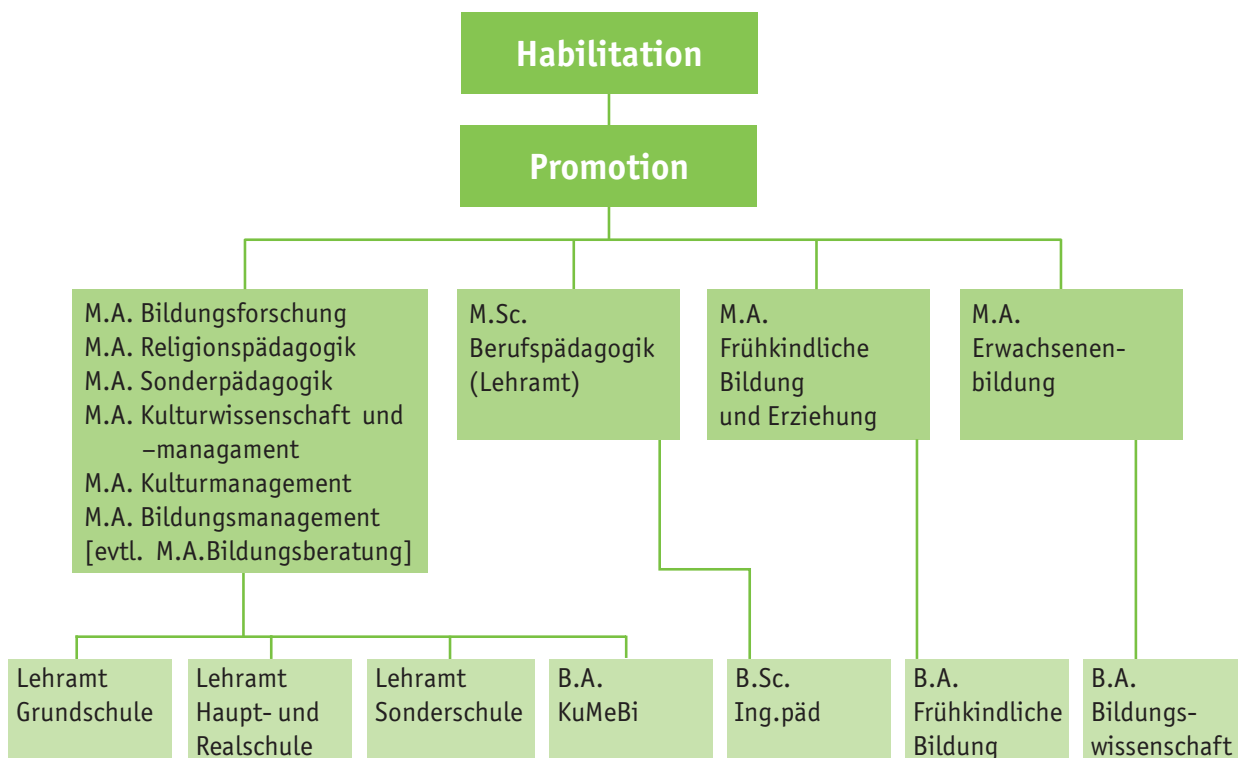 Habilitation
Promotion
M.A. Bildungsforschung
M.A. Religionspädagogik
M.A. Sonderpädagogik
M.A. Kulturwissenschaft und
–managament
M.A. Kulturmanagement
M.A. Bildungsmanagement
[evtl. M.A.Bildungsberatung]
M.Sc.
Berufspädagogik
(Lehramt)
M.A.
Frühkindliche
Bildung
und Erziehung
M.A.
Erwachsenen-
bildung
Lehramt
Grundschule
Lehramt
Haupt- und
Realschule
Lehramt
Sonderschule
B.A.
KuMeBi
B.Sc.
Ing.päd
B.A.
Frühkindliche
Bildung
B.A.
Bildungs-
wissenschaft